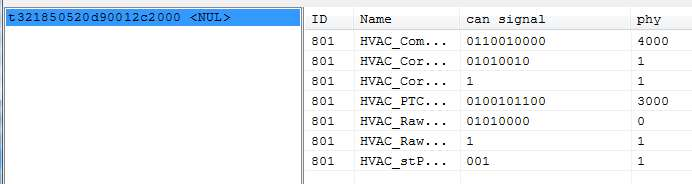 t321850520d90012c2000 <NUL>
ID Name can signal phy
801 HVAC_Com... 0110010000 4000
801 HVAC_Cor... 01010010 1
801 HVAC_Cor... 1 1
801 HVAC_PTC... 0100101100 3000
801 HVAC_Raw... 01010000 0
801 HVAC_Raw... 1 1
801 HVAC_stP... 001 1